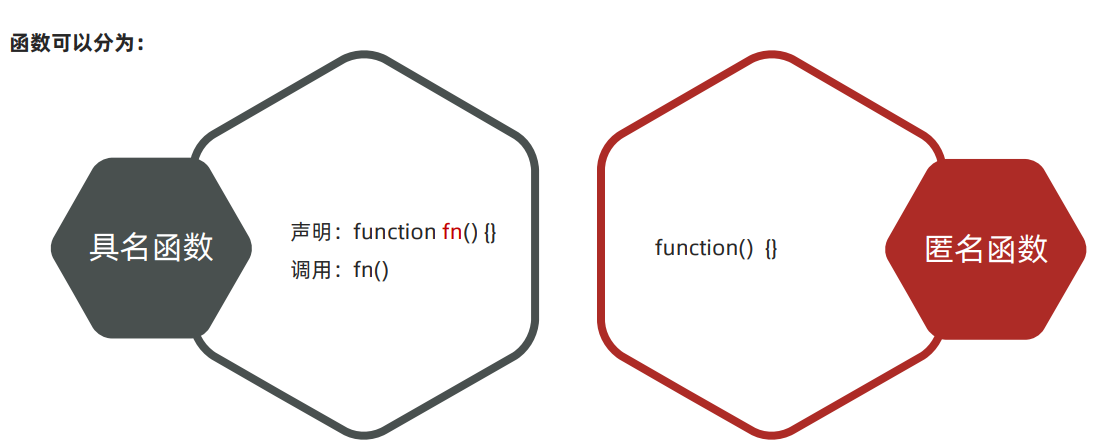 函数可以分为：
具名函数
声明：function fn() {}
调用：fn()
function() {}
匿名函数